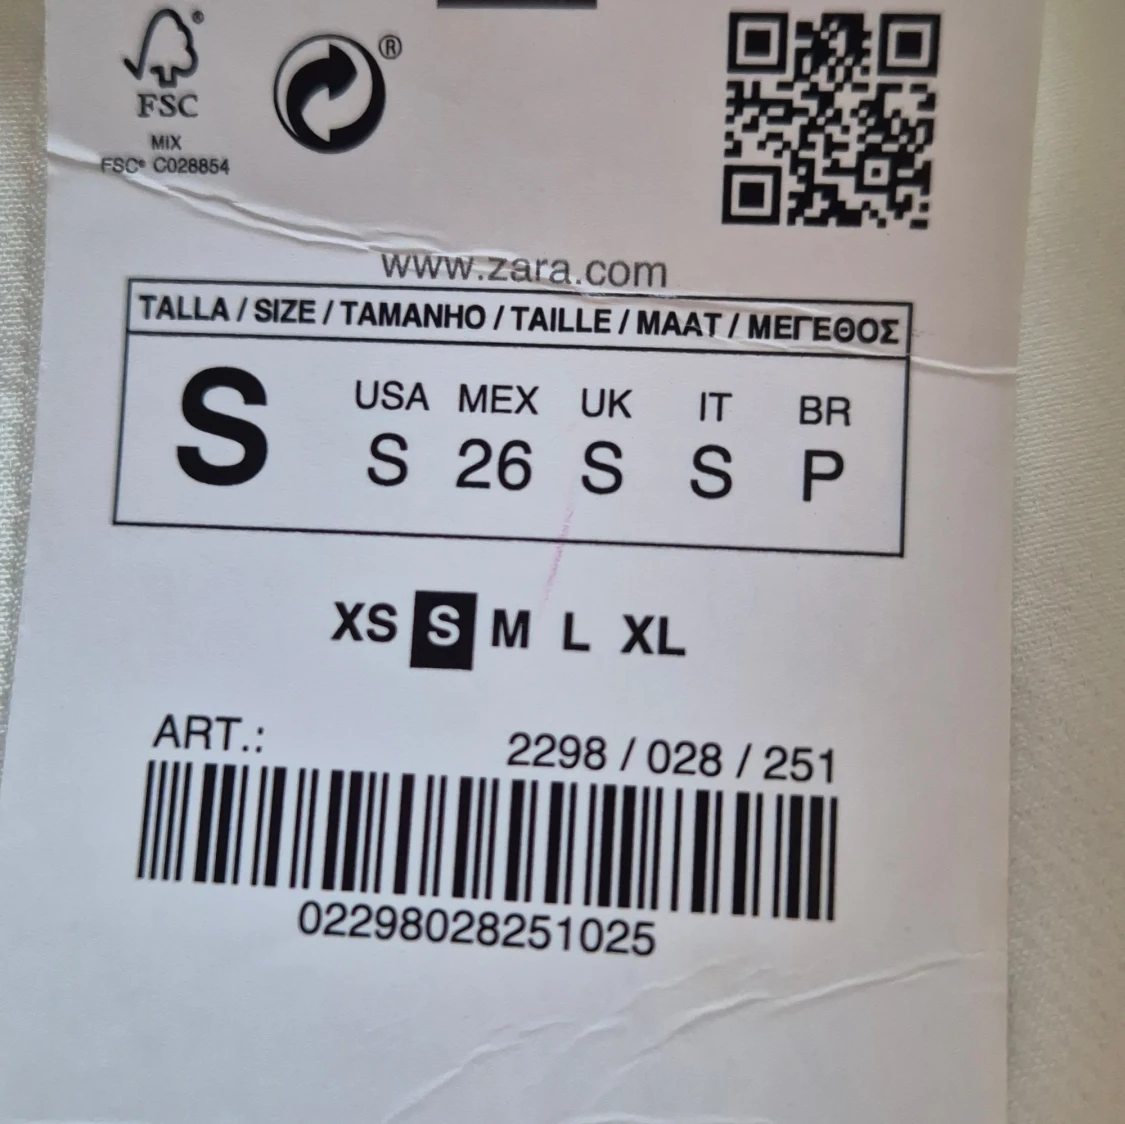 FSC®
MIX
FSC® C028854
®
www.zara.com
TALLA / SIZE / TAMANHO / TAILLE / MAAT / ΜΕΓΕΘΟΣ
S
USA MEX UK IT BR
S 26 S S P
XS S M L XL
ART.: 2298 / 028 / 251
02298028251025